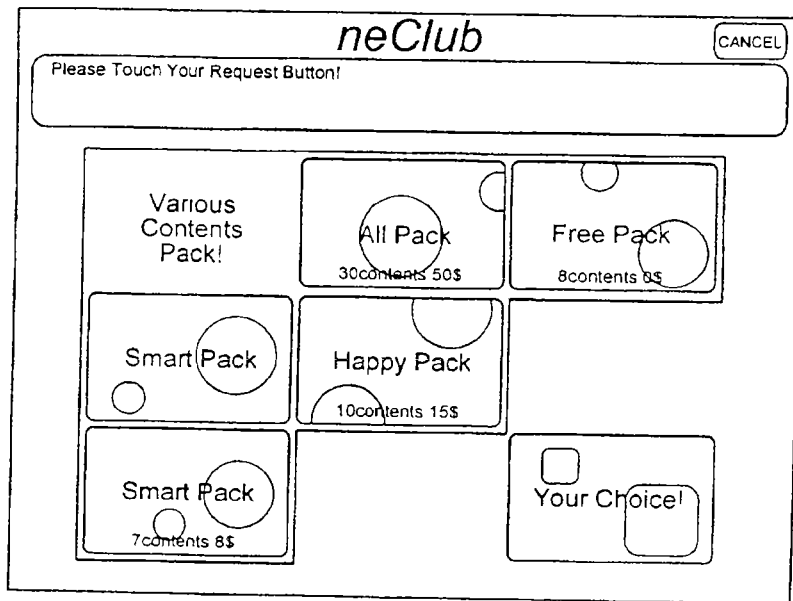 neClub
CANCEL
Please Touch Your Request Button!
Various
Contents
Pack!
All Pack
30contents 50$
Free Pack
8contents 0$
Smart Pack
Happy Pack
10contents 15$
Smart Pack
7contents 8$
Your Choice!